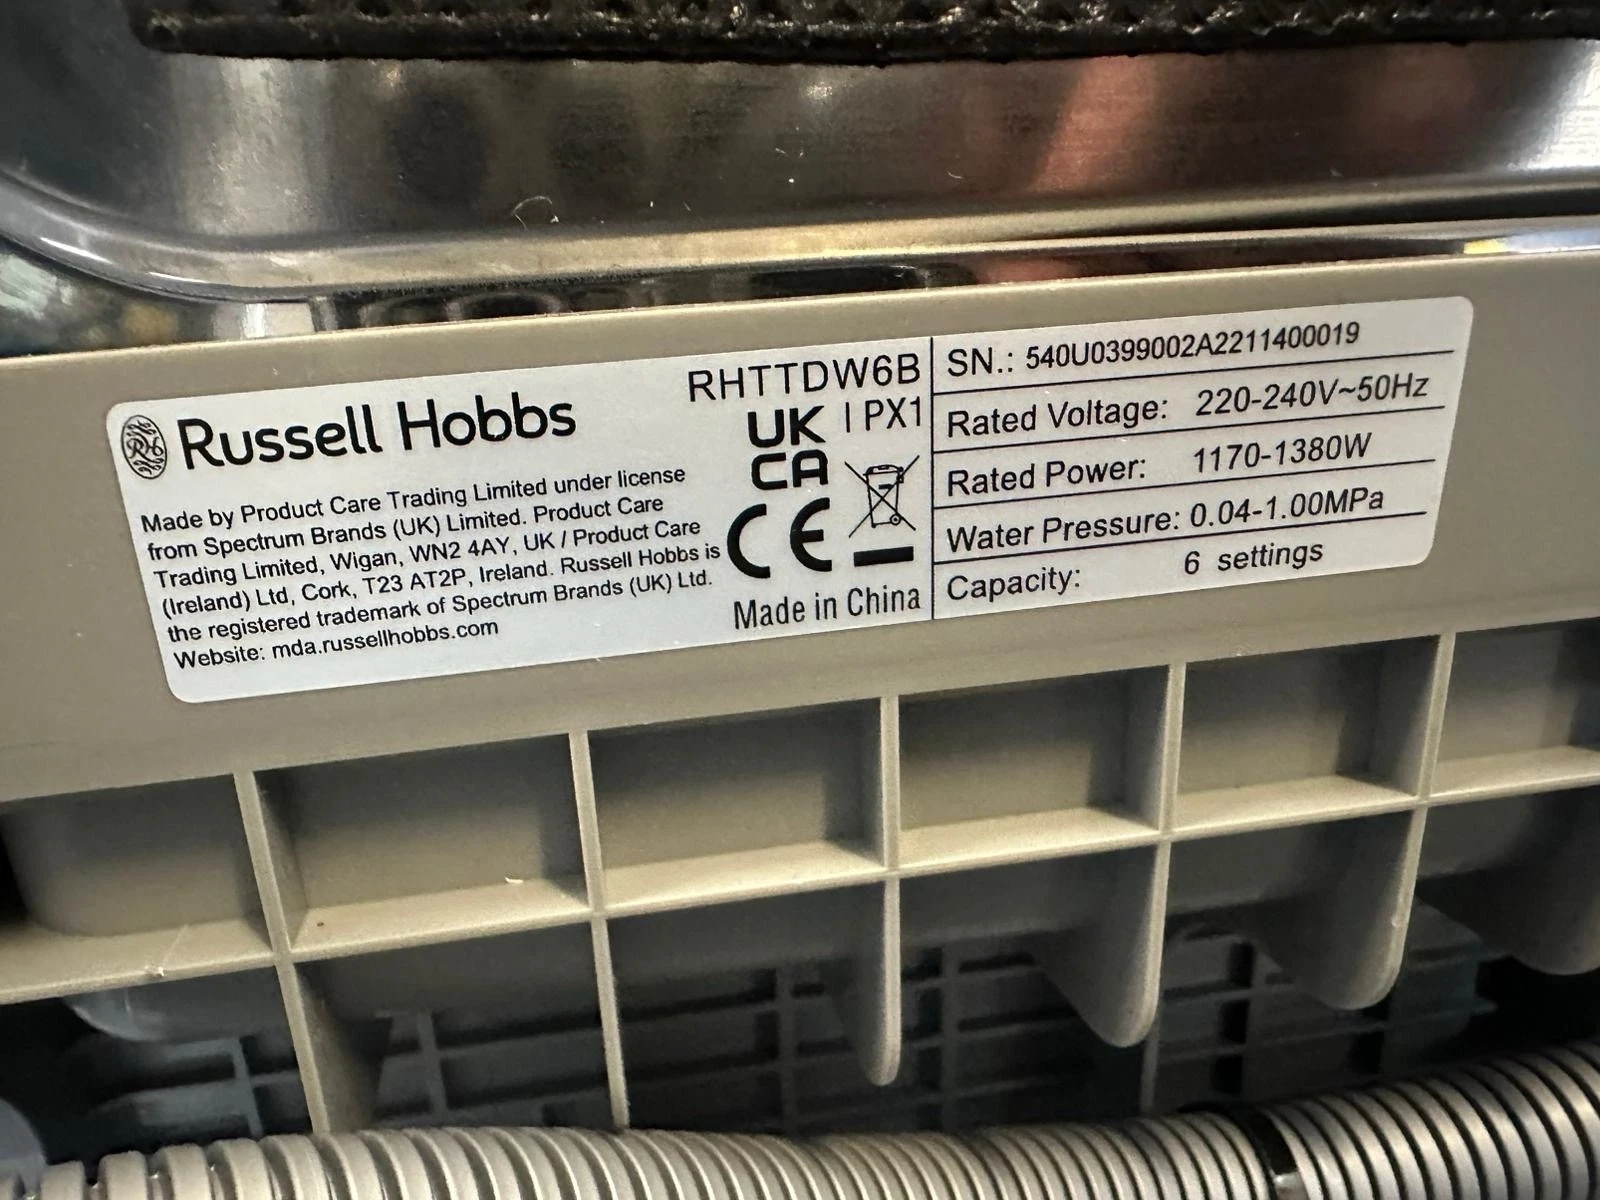 Russell Hobbs
Made by Product Care Trading Limited under license
from Spectrum Brands (UK) Limited. Product Care
Trading Limited, Wigan, WN2 4AY, UK / Product Care
(Ireland) Ltd, Cork, T23 AT2P, Ireland. Russell Hobbs is
the registered trademark of Spectrum Brands (UK) Ltd.
Website: mda.russellhobbs.com
RHTTDW6B
UK
CA
IPX1
CE
Made in China
SN.: 540U0399002A2211400019
Rated Voltage: 220-240V~50Hz
Rated Power: 1170-1380W
Water Pressure: 0.04-1.00MPa
Capacity: 6 settings